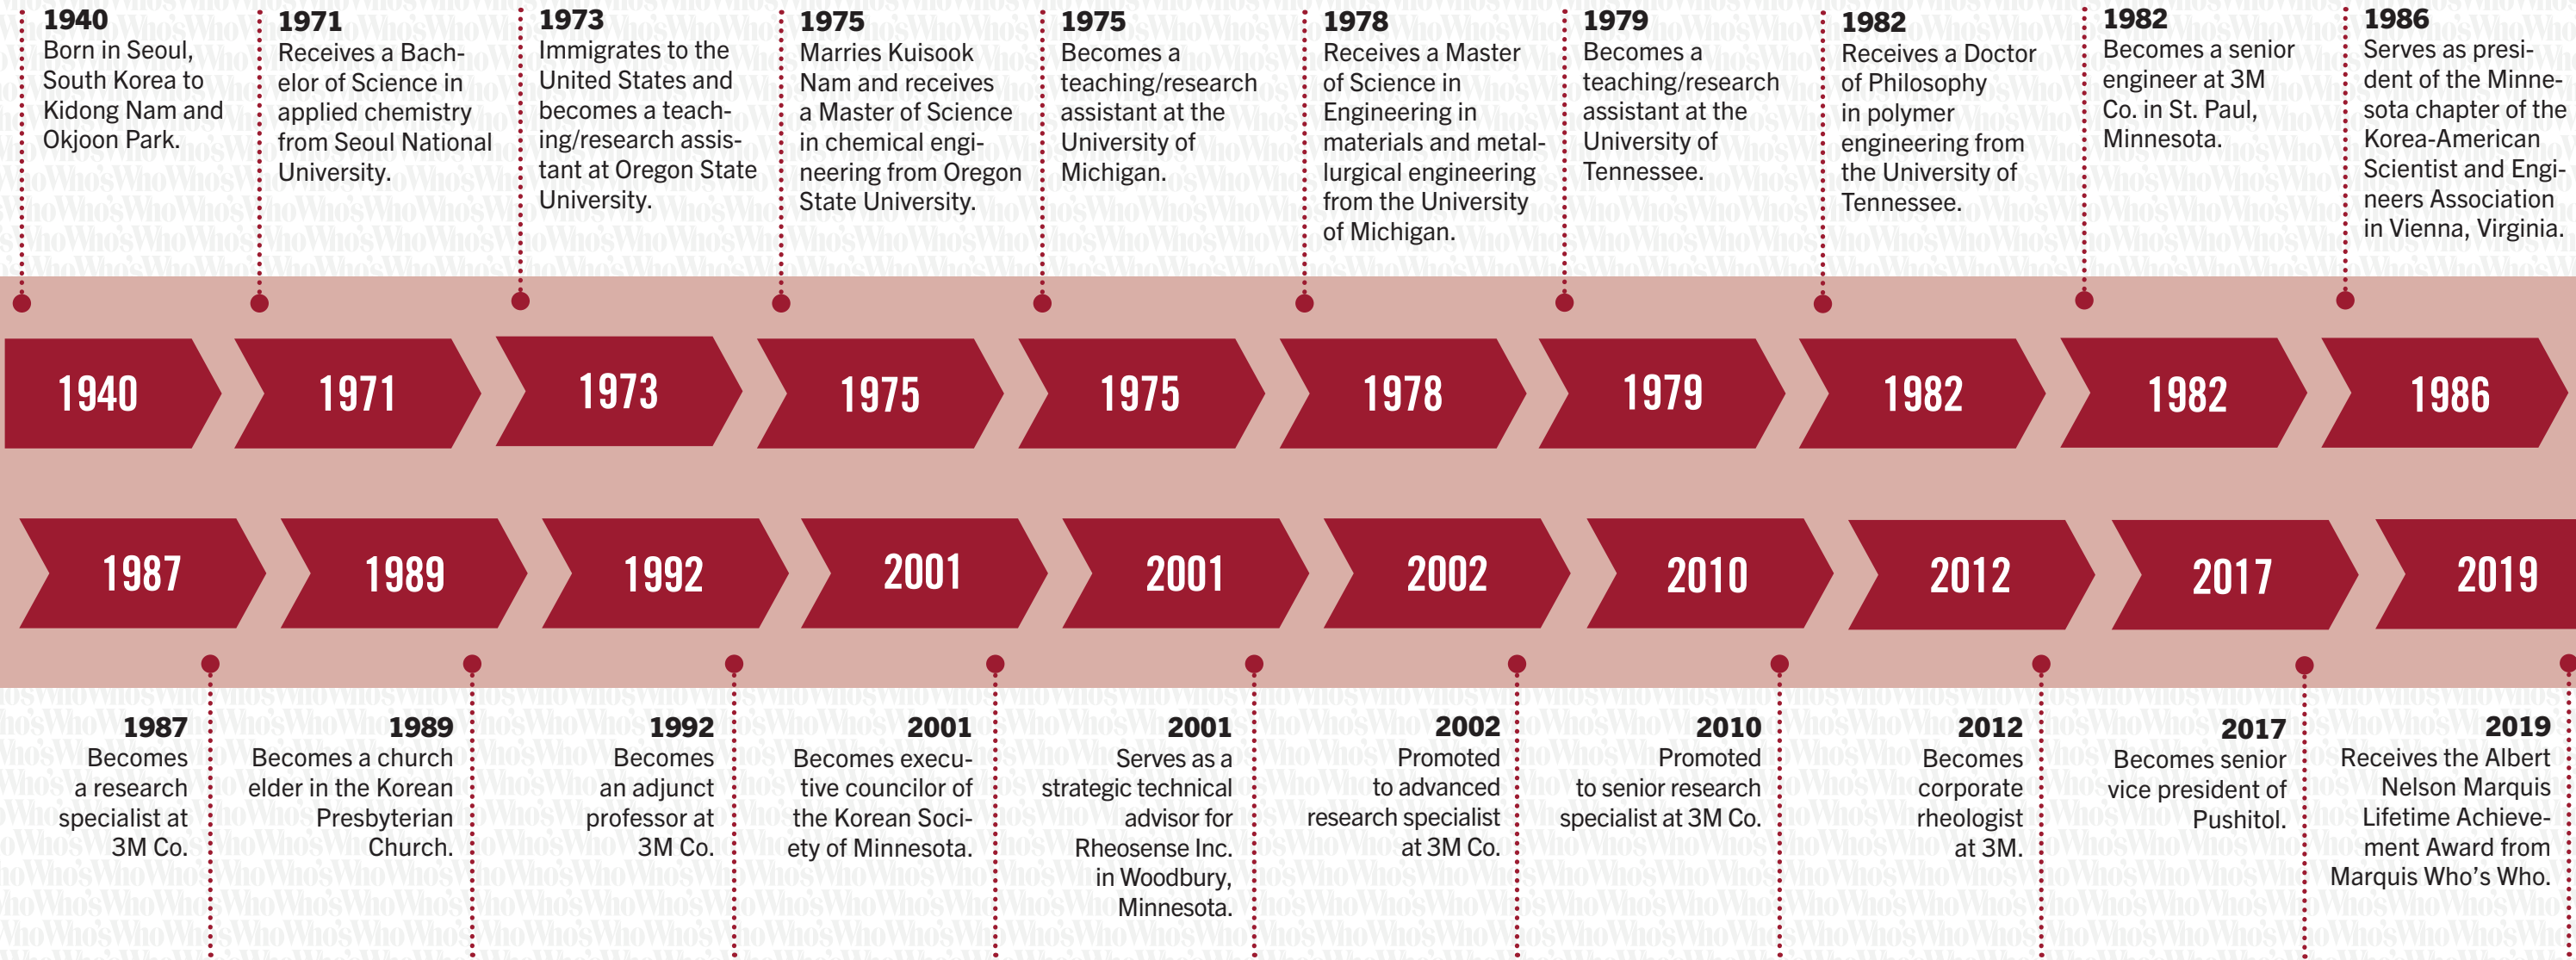 1940
Born in Seoul,
South Korea to
Kidong Nam and
Okjoon Park.
1971
Receives a Bach-
elor of Science in
applied chemistry
from Seoul National
University.
1973
Immigrates to the
United States and
becomes a teach-
ing/research assis-
tant at Oregon State
University.
1975
Marries Kuisook
Nam and receives
a Master of Science
in chemical engi-
neering from Oregon
State University.
1975
Becomes a
teaching/research
assistant at the
University of
Michigan.
1978
Receives a Master
of Science in
Engineering in
materials and metal-
lurgical engineering
from the University
of Michigan.
1979
Becomes a
teaching/research
assistant at the
University of
Tennessee.
1982
Receives a Doctor
of Philosophy
in polymer
engineering from
the University of
Tennessee.
1982
Becomes a senior
engineer at 3M
Co. in St. Paul,
Minnesota.
1986
Serves as presi-
dent of the Minne-
sota chapter of the
Korea-American
Scientist and Engi-
neers Association
in Vienna, Virginia.
1940
1971
1973
1975
1975
1978
1979
1982
1982
1986
1987
1989
1992
2001
2001
2002
2010
2012
2017
2019
1987
Becomes
a research
specialist at
3M Co.
1989
Becomes a church
elder in the Korean
Presbyterian
Church.
1992
Becomes
an adjunct
professor at
3M Co.
2001
Becomes execu-
tive councilor of
the Korean Soci-
ety of Minnesota.
2001
Serves as a
strategic technical
advisor for
Rheosense Inc.
in Woodbury,
Minnesota.
2002
Promoted
to advanced
research specialist
at 3M Co.
2010
Promoted
to senior research
specialist at 3M Co.
2012
Becomes
corporate
rheologist
at 3M.
2017
Becomes senior
vice president of
Pushitol.
2019
Receives the Albert
Nelson Marquis
Lifetime Achieve-
ment Award from
Marquis Who's Who.